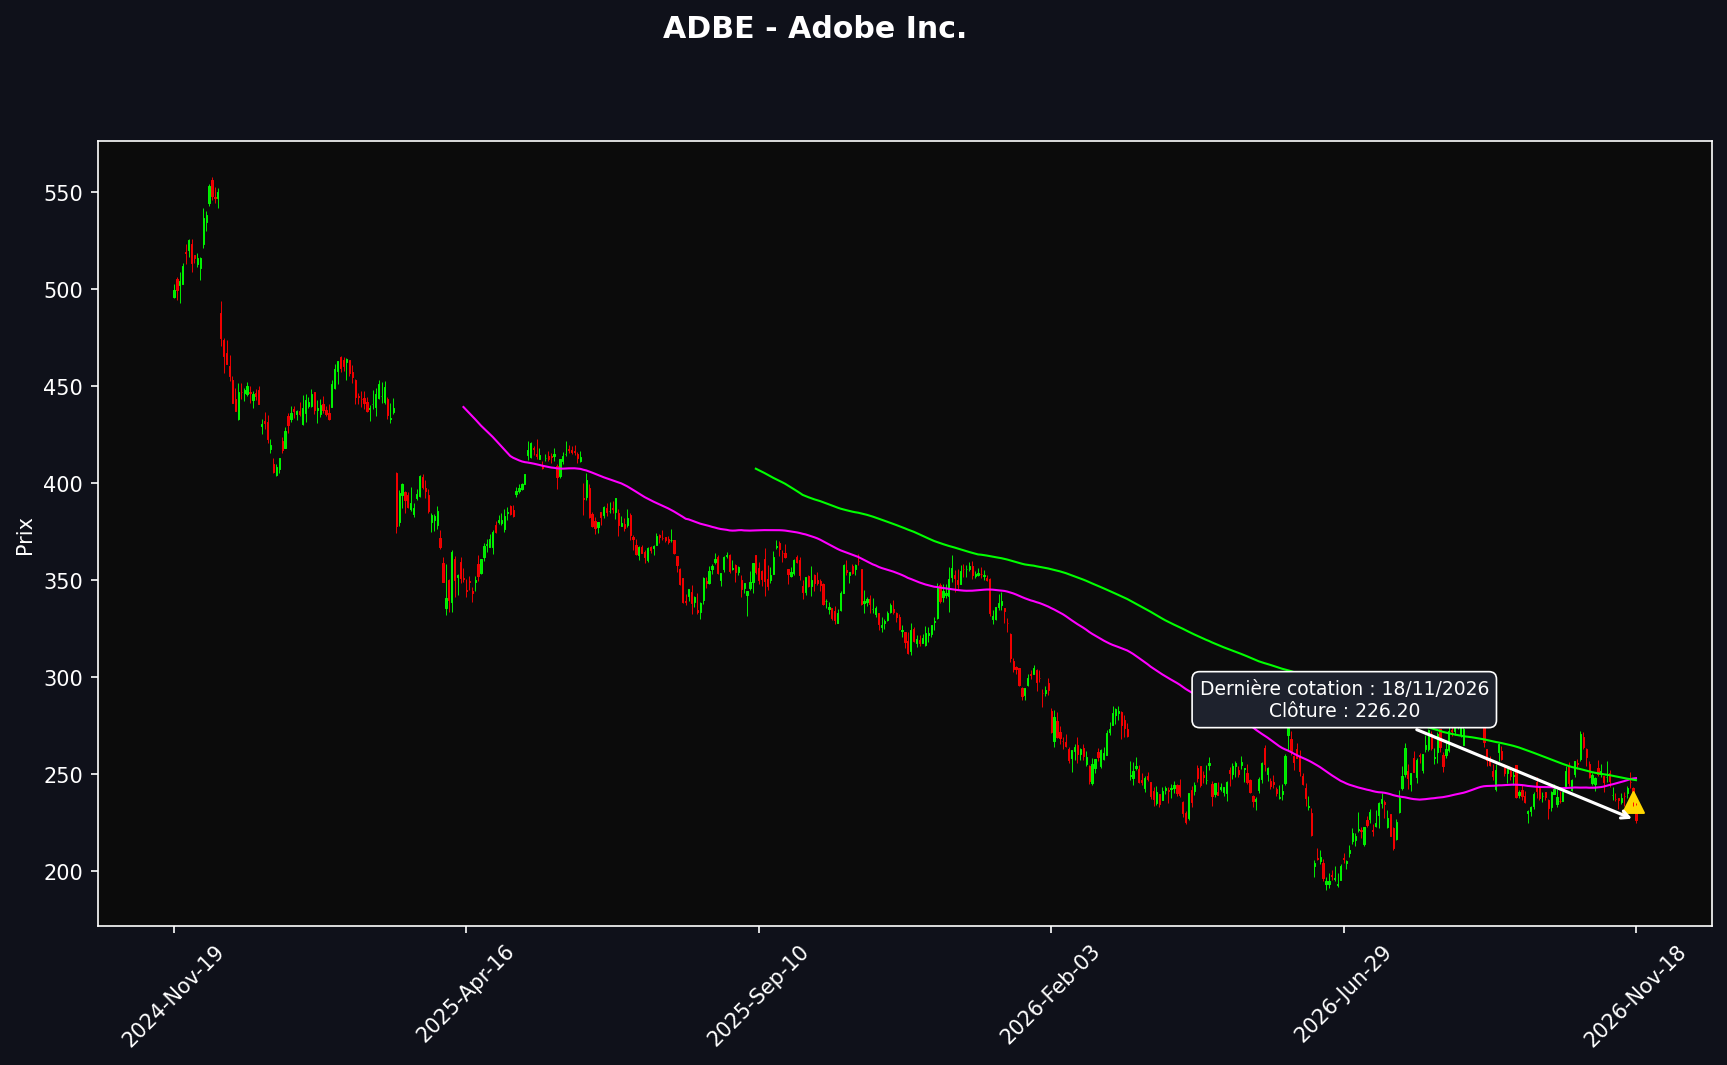 ADBE - Adobe Inc.
550
500
450
400
350
300
250
200
Prix
Dernière cotation : 18/11/2026
Clôture : 226.20
2024-Nov-19
2025-Apr-16
2025-Sep-10
2026-Feb-03
2026-Jun-29
2026-Nov-18